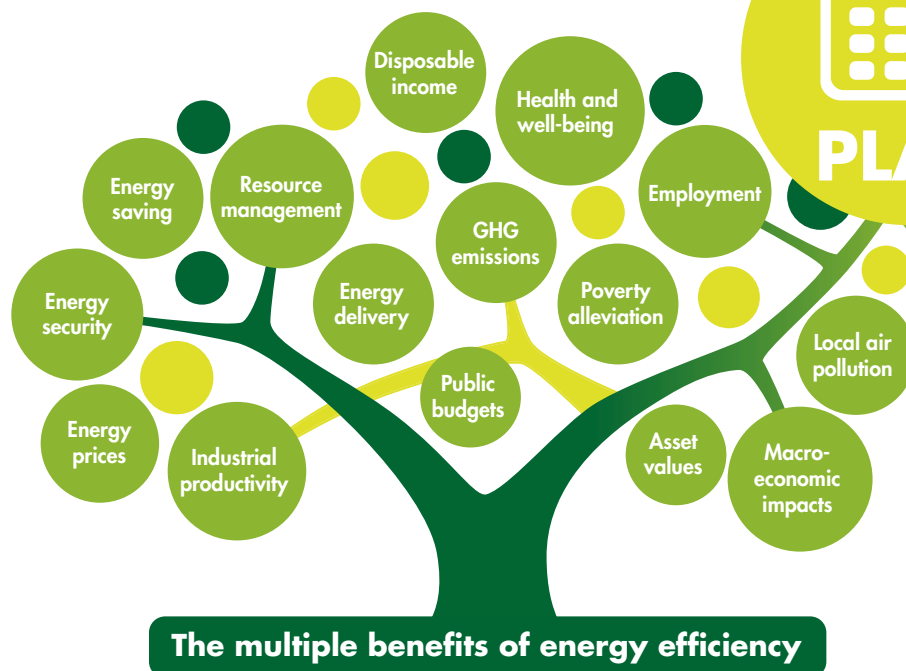 Disposable
income
Health and
well-being
PLA
Energy
saving
Resource
management
Employment
GHG
emissions
Energy
security
Energy
delivery
Poverty
alleviation
Local air
pollution
Public
budgets
Energy
prices
Industrial
productivity
Asset
values
Macro-
economic
impacts
The multiple benefits of energy efficiency